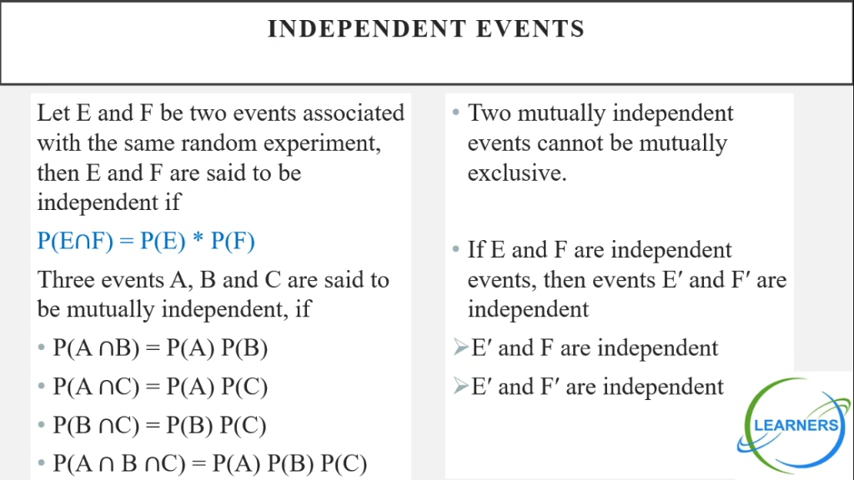 INDEPENDENT EVENTS
Let E and F be two events associated
with the same random experiment,
then E and F are said to be
independent if
P(E∩F) = P(E) * P(F)
Three events A, B and C are said to
be mutually independent, if
• P(A ∩B) = P(A) P(B)
• P(A ∩C) = P(A) P(C)
• P(B ∩C) = P(B) P(C)
• P(A ∩ B ∩C) = P(A) P(B) P(C)
• Two mutually independent
events cannot be mutually
exclusive.
• If E and F are independent
events, then events E′ and F′ are
independent
➢E′ and F are independent
➢E′ and F′ are independent
LEARNERS